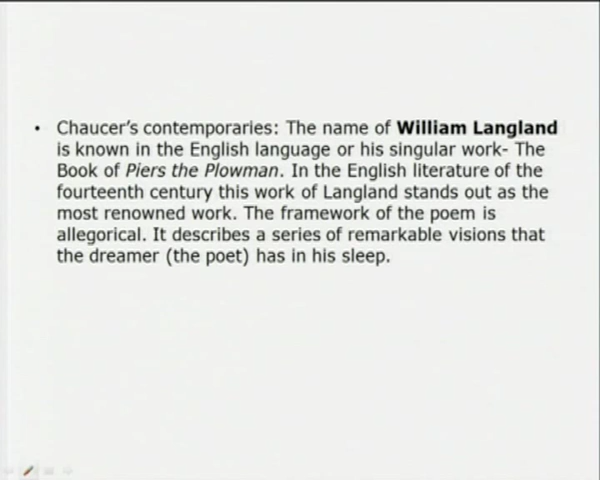 • Chaucer's contemporaries: The name of William Langland
is known in the English language or his singular work- The
Book of Piers the Plowman. In the English literature of the
fourteenth century this work of Langland stands out as the
most renowned work. The framework of the poem is
allegorical. It describes a series of remarkable visions that
the dreamer (the poet) has in his sleep.